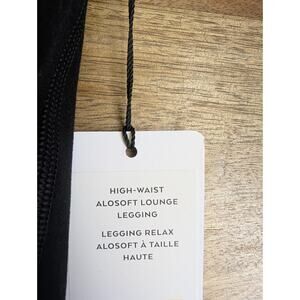 HIGH-WAIST
ALOSOFT LOUNGE
LEGGING
LEGGING RELAX
ALOSOFT À TAILLE
HAUTE